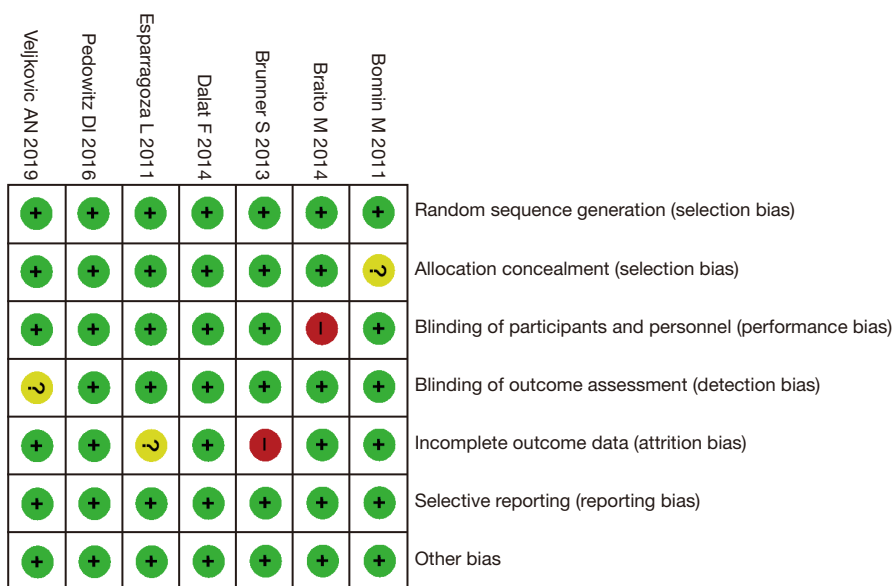 Veljkovic AN 2019
Pedowitz DI 2016
Esparragoza L 2011
Dalat F 2014
Brunner S 2013
Braito M 2014
Bonnin M 2011
+ + + + + + + Random sequence generation (selection bias)
+ + + + + + ? Allocation concealment (selection bias)
+ + + + + – + Blinding of participants and personnel (performance bias)
? + + + + + + Blinding of outcome assessment (detection bias)
+ + ? + – + + Incomplete outcome data (attrition bias)
+ + + + + + + Selective reporting (reporting bias)
+ + + + + + + Other bias